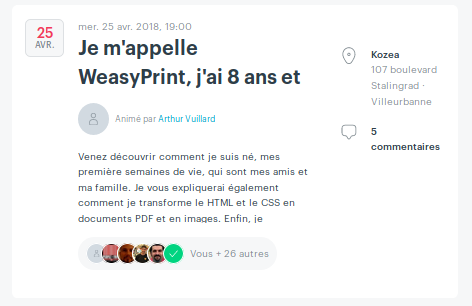 25
AVR.
mer. 25 avr. 2018, 19:00
Je m'appelle
WeasyPrint, j'ai 8 ans et
Animé par Arthur Vuillard
Venez découvrir comment je suis né, mes
première semaines de vie, qui sont mes amis et
ma famille. Je vous expliquerai également
comment je transforme le HTML et le CSS en
documents PDF et en images. Enfin, je
Vous + 26 autres
Kozea
107 boulevard
Stalingrad ·
Villeurbanne
5
commentaires